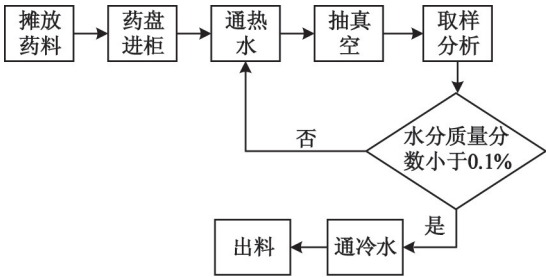 摊放
药料
药盘
进柜
通热
水
抽真
空
取样
分析
否
水分质量分
数小于0.1%
是
出料
通冷水